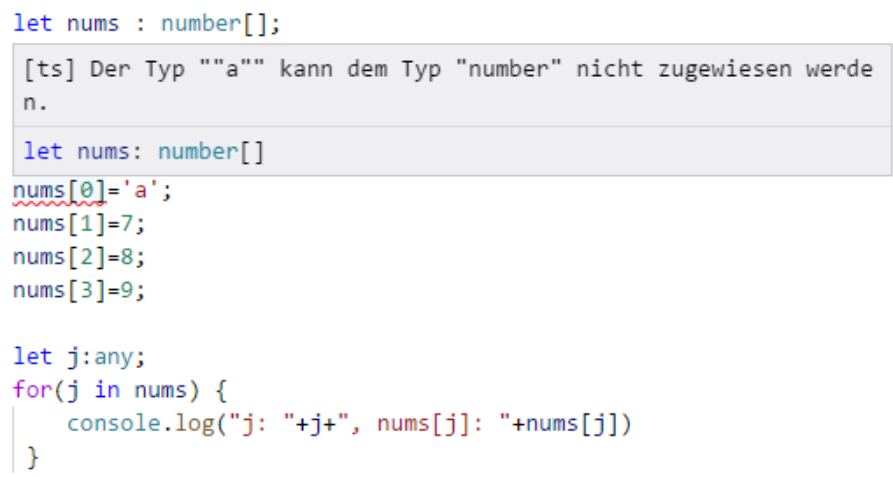 let nums : number[];
[ts] Der Typ ""a"" kann dem Typ "number" nicht zugewiesen werde
n.
let nums: number[]
nums[0]='a';
nums[1]=7;
nums[2]=8;
nums[3]=9;
let j:any;
for(j in nums) {
console.log("j: "+j+", nums[j]: "+nums[j])
}